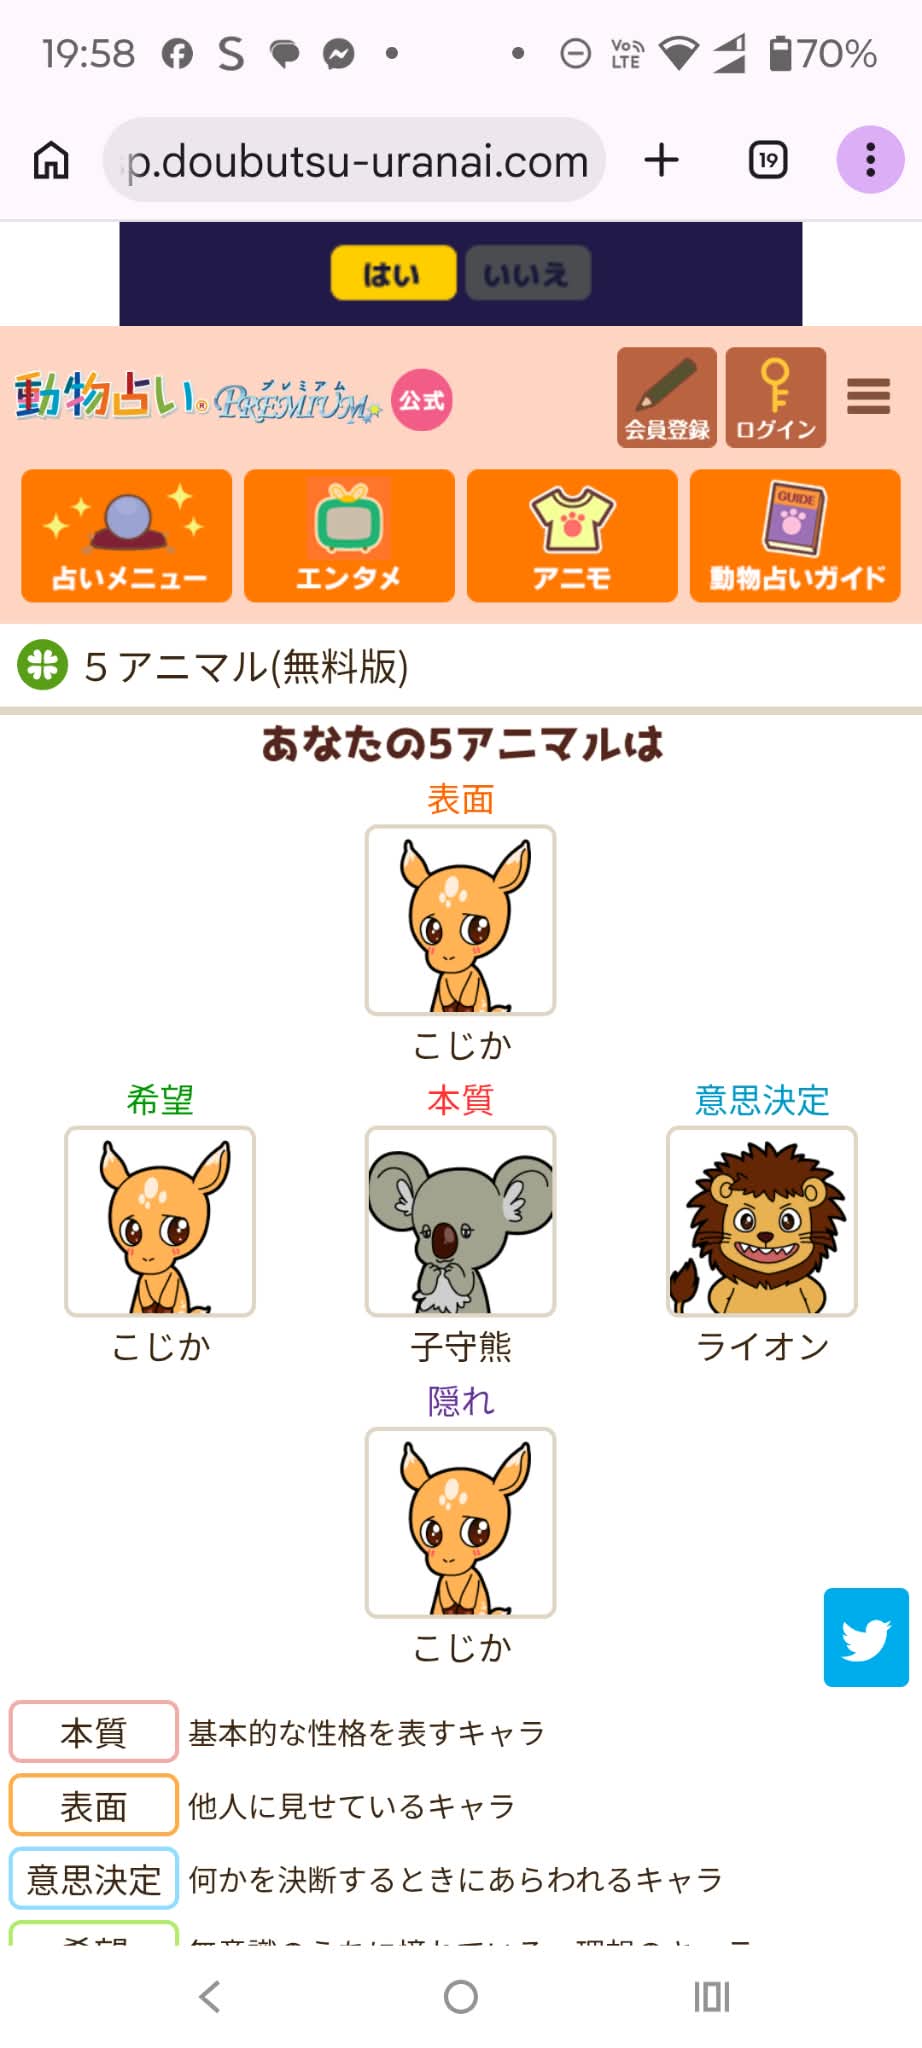 19:58
Vo)) LTE
70%
p.doubutsu-uranai.com
19
はい
いいえ
動物占い® プレミアム PREMIUM 公式
会員登録
ログイン
占いメニュー
エンタメ
アニモ
GUIDE
動物占いガイド
５アニマル(無料版)
あなたの5アニマルは
表面
こじか
希望
本質
意思決定
こじか
子守熊
ライオン
隠れ
こじか
本質 基本的な性格を表すキャラ
表面 他人に見せているキャラ
意思決定 何かを決断するときにあらわれるキャラ